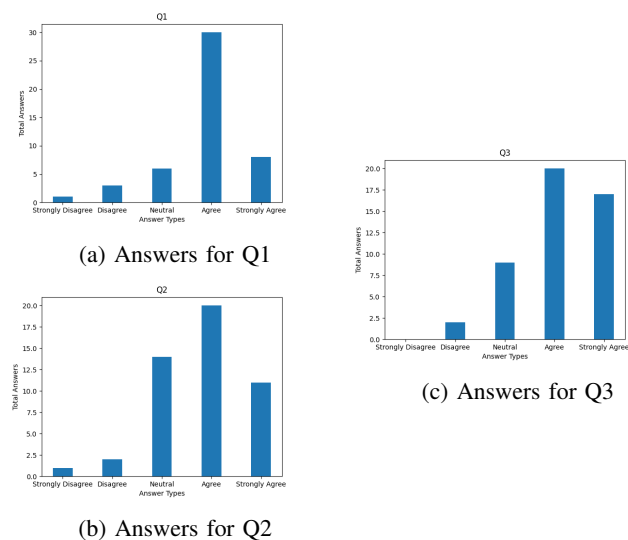 Q1
30
25
20
15
10
5
0
Total Answers
Strongly Disagree Disagree Neutral Agree Strongly Agree
Answer Types
(a) Answers for Q1
Q2
20.0
17.5
15.0
12.5
10.0
7.5
5.0
2.5
0.0
Total Answers
Strongly Disagree Disagree Neutral Agree Strongly Agree
Answer Types
(b) Answers for Q2
Q3
20.0
17.5
15.0
12.5
10.0
7.5
5.0
2.5
0.0
Total Answers
Strongly Disagree Disagree Neutral Agree Strongly Agree
Answer Types
(c) Answers for Q3